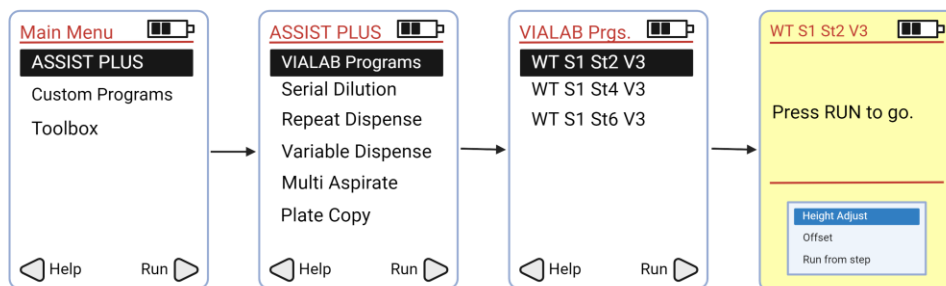 Main Menu
ASSIST PLUS
Custom Programs
Toolbox
Help
Run
ASSIST PLUS
VIALAB Programs
Serial Dilution
Repeat Dispense
Variable Dispense
Multi Aspirate
Plate Copy
Help
Run
VIALAB Prgs.
WT S1 St2 V3
WT S1 St4 V3
WT S1 St6 V3
Help
Run
WT S1 St2 V3
Press RUN to go.
Height Adjust
Offset
Run from step